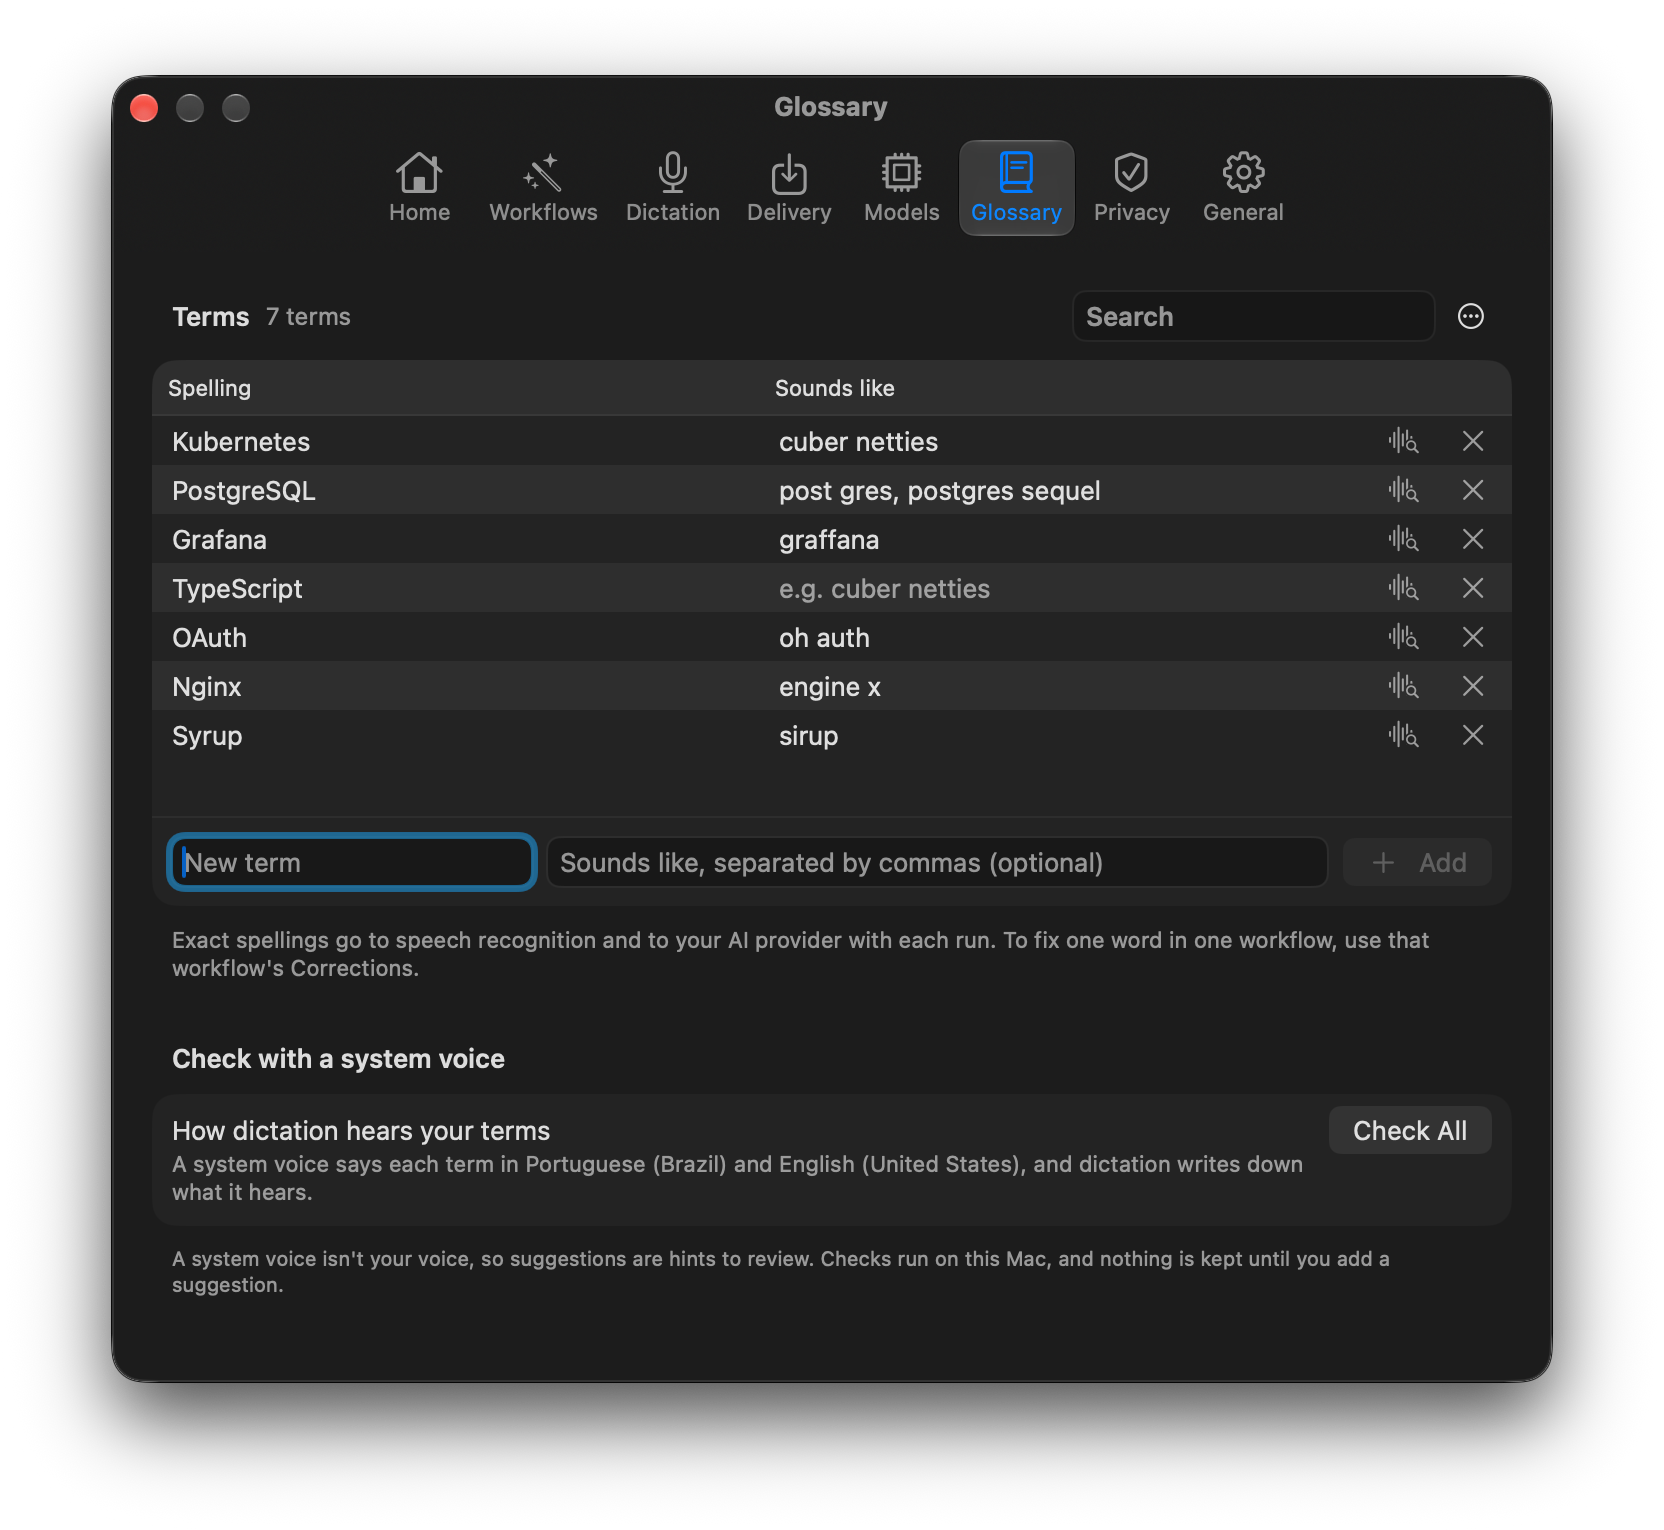 Glossary
Home Workflows Dictation Delivery Models Glossary Privacy General
Terms 7 terms Search
Spelling Sounds like
Kubernetes cuber netties
PostgreSQL post gres, postgres sequel
Grafana graffana
TypeScript e.g. cuber netties
OAuth oh auth
Nginx engine x
Syrup sirup
New term Sounds like, separated by commas (optional) + Add
Exact spellings go to speech recognition and to your AI provider with each run. To fix one word in one workflow, use that
workflow's Corrections.
Check with a system voice
How dictation hears your terms Check All
A system voice says each term in Portuguese (Brazil) and English (United States), and dictation writes down
what it hears.
A system voice isn't your voice, so suggestions are hints to review. Checks run on this Mac, and nothing is kept until you add a
suggestion.